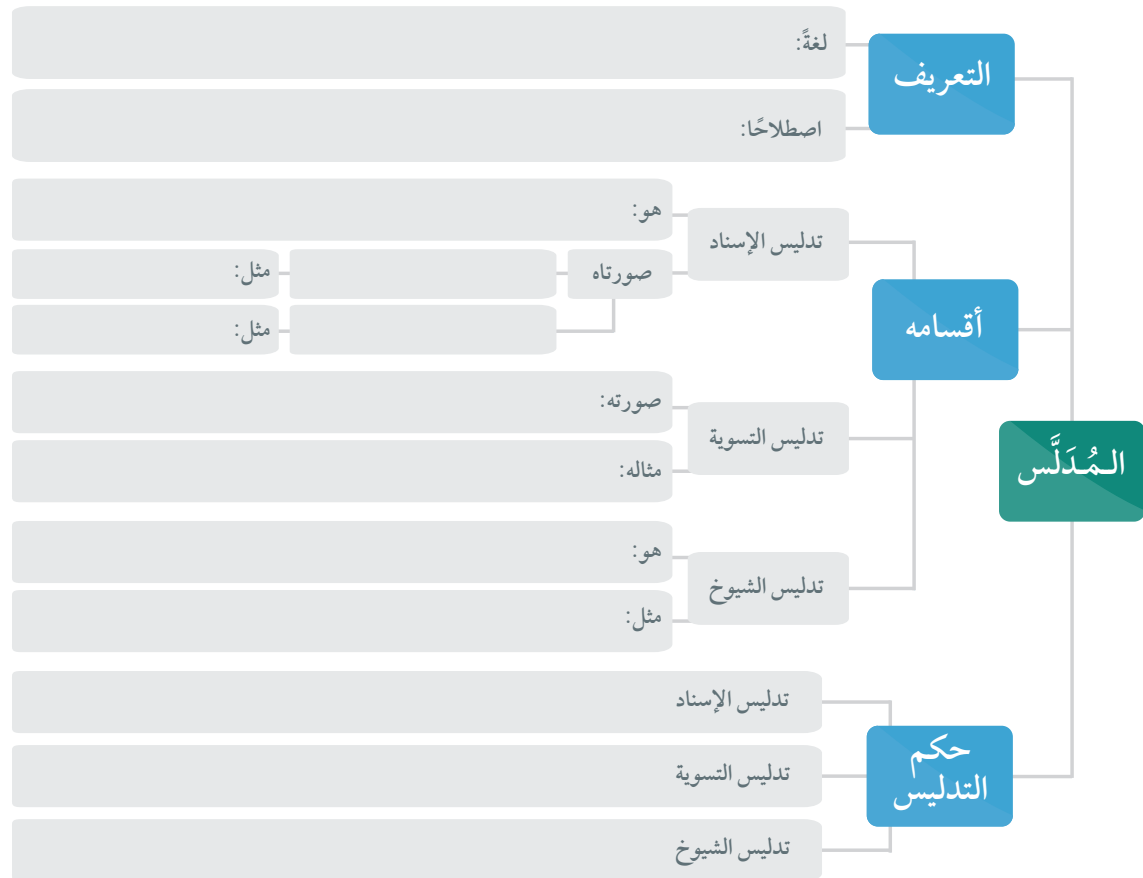 المُدَلَّس
التعريف
لغةً:
اصطلاحًا:
أقسامه
تدليس الإسناد
هو:
صورتاه
مثل:
مثل:
تدليس التسوية
صورته:
مثاله:
تدليس الشيوخ
هو:
مثل:
حكم
التدليس
تدليس الإسناد
تدليس التسوية
تدليس الشيوخ